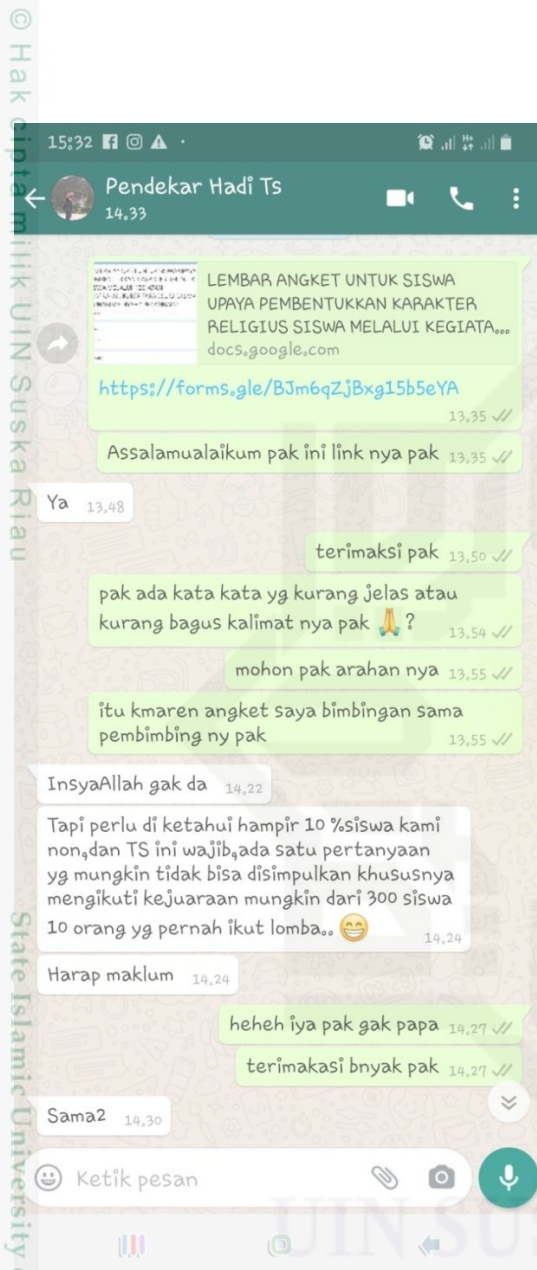 © Hak cipta milik UIN Suska Riau
15:32
Pendekar Hadi Ts
14.33
LEMBAR ANGKET UNTUK SISWA
UPAYA PEMBENTUKKAN KARAKTER
RELIGIUS SISWA MELALUI KEGIATA...
docs.google.com
https://forms.gle/BJm6qZjBxg15b5eYA
13.35
Assalamualaikum pak ini link nya pak 13.35
Ya 13.48
terimaksi pak 13.50
pak ada kata kata yg kurang jelas atau
kurang bagus kalimat nya pak 🙏?
13.54
mohon pak arahan nya 13.55
itu kmaren angket saya bimbingan sama
pembimbing ny pak
13.55
InsyaAllah gak da 14.22
Tapi perlu di ketahui hampir 10 %siswa kami
non,dan TS ini wajib,ada satu pertanyaan
yg mungkin tidak bisa disimpulkan khususnya
mengikuti kejuaraan mungkin dari 300 siswa
10 orang yg pernah ikut lomba.. 😁
14.24
Harap maklum 14.24
heheh iya pak gak papa 14.27
terimakasi bnyak pak 14.27
Sama2 14.30
Ketik pesan
State Islamic University
UIN SU